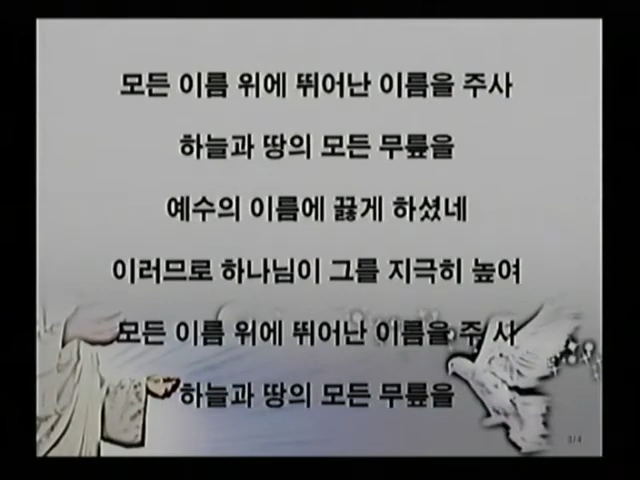 모든 이름 위에 뛰어난 이름을 주사
하늘과 땅의 모든 무릎을
예수의 이름에 끓게 하셨네
이러므로 하나님이 그를 지극히 높여
모든 이름 위에 뛰어난 이름을 주 사
하늘과 땅의 모든 무릎을
3/4